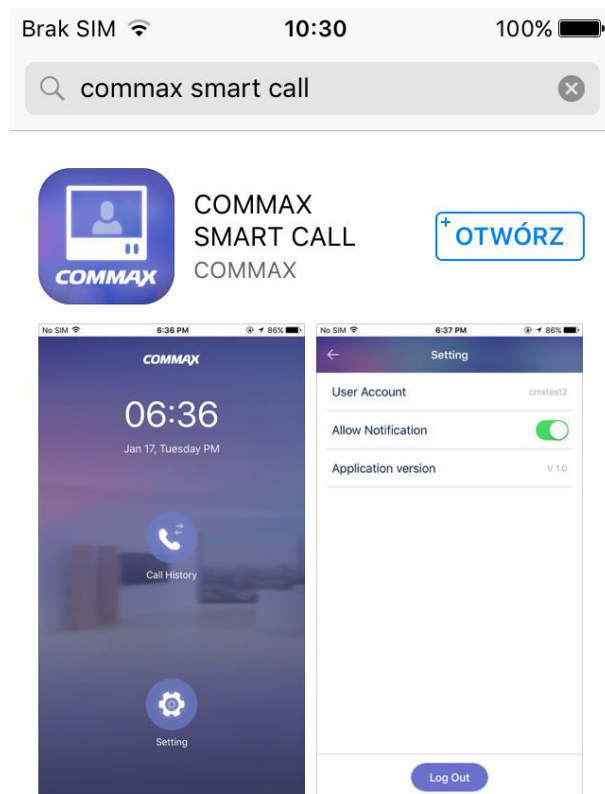 Brak SIM 10:30 100%
commax smart call
COMMAX
COMMAX
SMART CALL
COMMAX
+ OTWÓRZ
No SIM 6:36 PM 86%
COMMAX
06:36
Jan 17, Tuesday PM
Call History
Setting
No SIM 6:37 PM 86%
Setting
User Account cmxtest2
Allow Notification
Application version V 1.0
Log Out